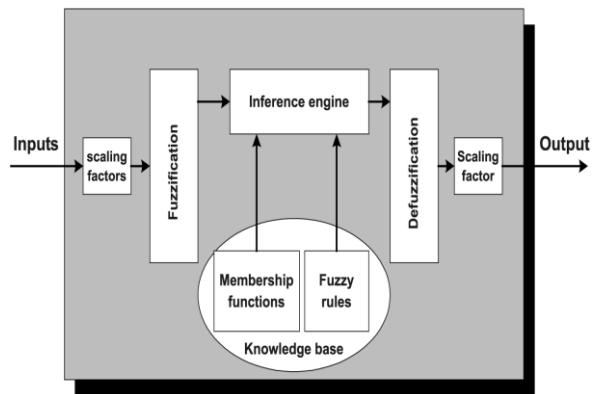 Inputs
scaling
factors
Fuzzification
Inference engine
Defuzzification
Scaling
factor
Output
Membership
functions
Fuzzy
rules
Knowledge base